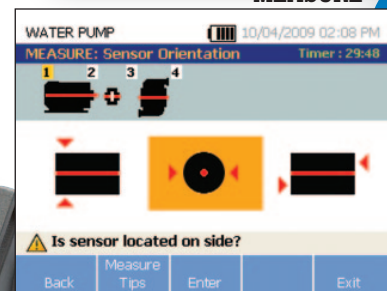 WATER PUMP 10/04/2009 02:08 PM
MEASURE: Sensor Orientation Timer : 29:48
1 2 3 4
Is sensor located on side?
Back Measure Tips Enter Exit